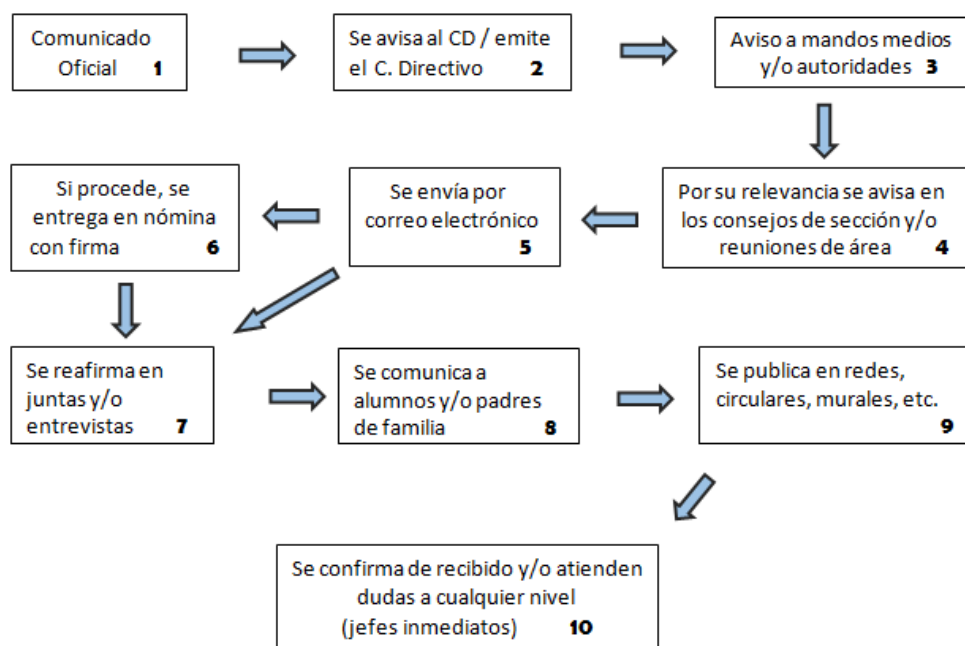 Comunicado
Oficial 1
Se avisa al CD / emite
el C. Directivo 2
Aviso a mandos medios
y/o autoridades 3
Por su relevancia se avisa en
los consejos de sección y/o
reuniones de área 4
Se envía por
correo electrónico
5
Si procede, se
entrega en nómina
con firma 6
Se reafirma en
juntas y/o
entrevistas 7
Se comunica a
alumnos y/o padres
de familia 8
Se publica en redes,
circulares, murales, etc.
9
Se confirma de recibido y/o atienden
dudas a cualquier nivel
(jefes inmediatos) 10